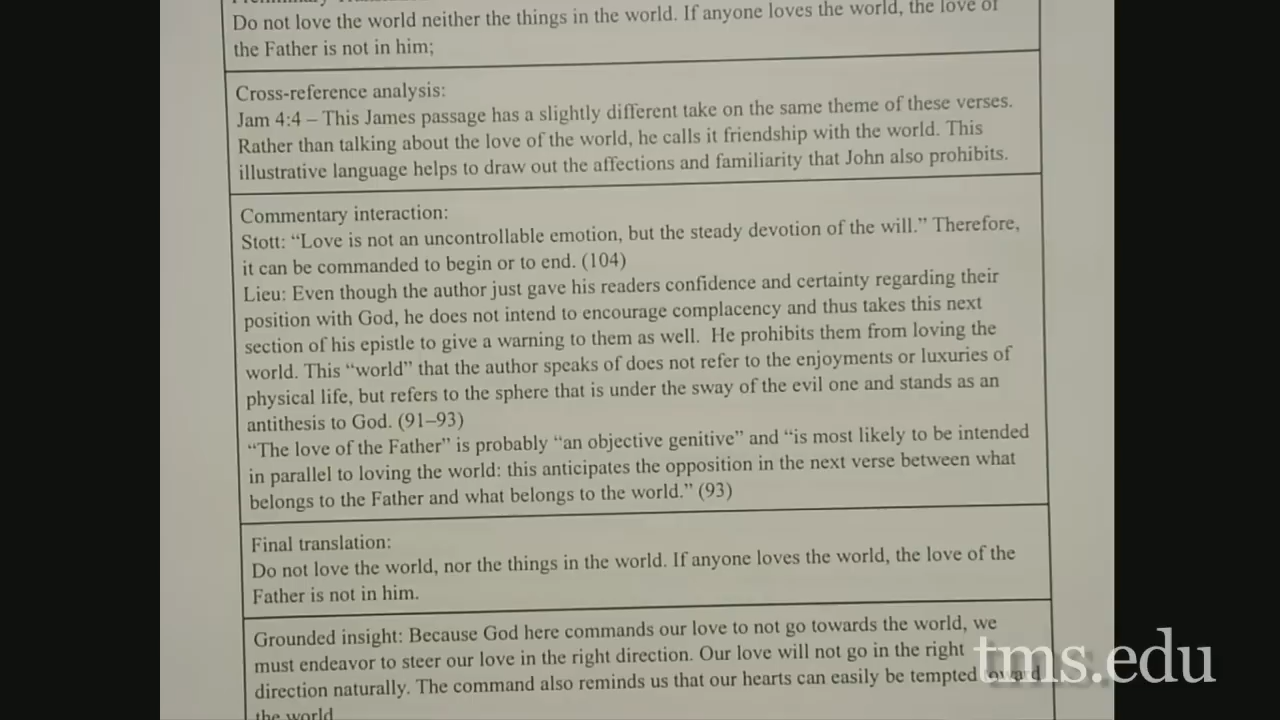 Do not love the world neither the things in the world. If anyone loves the world, the love of
the Father is not in him;
Cross-reference analysis:
Jam 4:4 – This James passage has a slightly different take on the same theme of these verses.
Rather than talking about the love of the world, he calls it friendship with the world. This
illustrative language helps to draw out the affections and familiarity that John also prohibits.
Commentary interaction:
Stott: “Love is not an uncontrollable emotion, but the steady devotion of the will.” Therefore,
it can be commanded to begin or to end. (104)
Lieu: Even though the author just gave his readers confidence and certainty regarding their
position with God, he does not intend to encourage complacency and thus takes this next
section of his epistle to give a warning to them as well.  He prohibits them from loving the
world. This “world” that the author speaks of does not refer to the enjoyments or luxuries of
physical life, but refers to the sphere that is under the sway of the evil one and stands as an
antithesis to God. (91–93)
“The love of the Father” is probably “an objective genitive” and “is most likely to be intended
in parallel to loving the world: this anticipates the opposition in the next verse between what
belongs to the Father and what belongs to the world.” (93)
Final translation:
Do not love the world, nor the things in the world. If anyone loves the world, the love of the
Father is not in him.
Grounded insight: Because God here commands our love to not go towards the world, we
must endeavor to steer our love in the right direction. Our love will not go in the right
direction naturally. The command also reminds us that our hearts can easily be tempted toward
the world
tms.edu